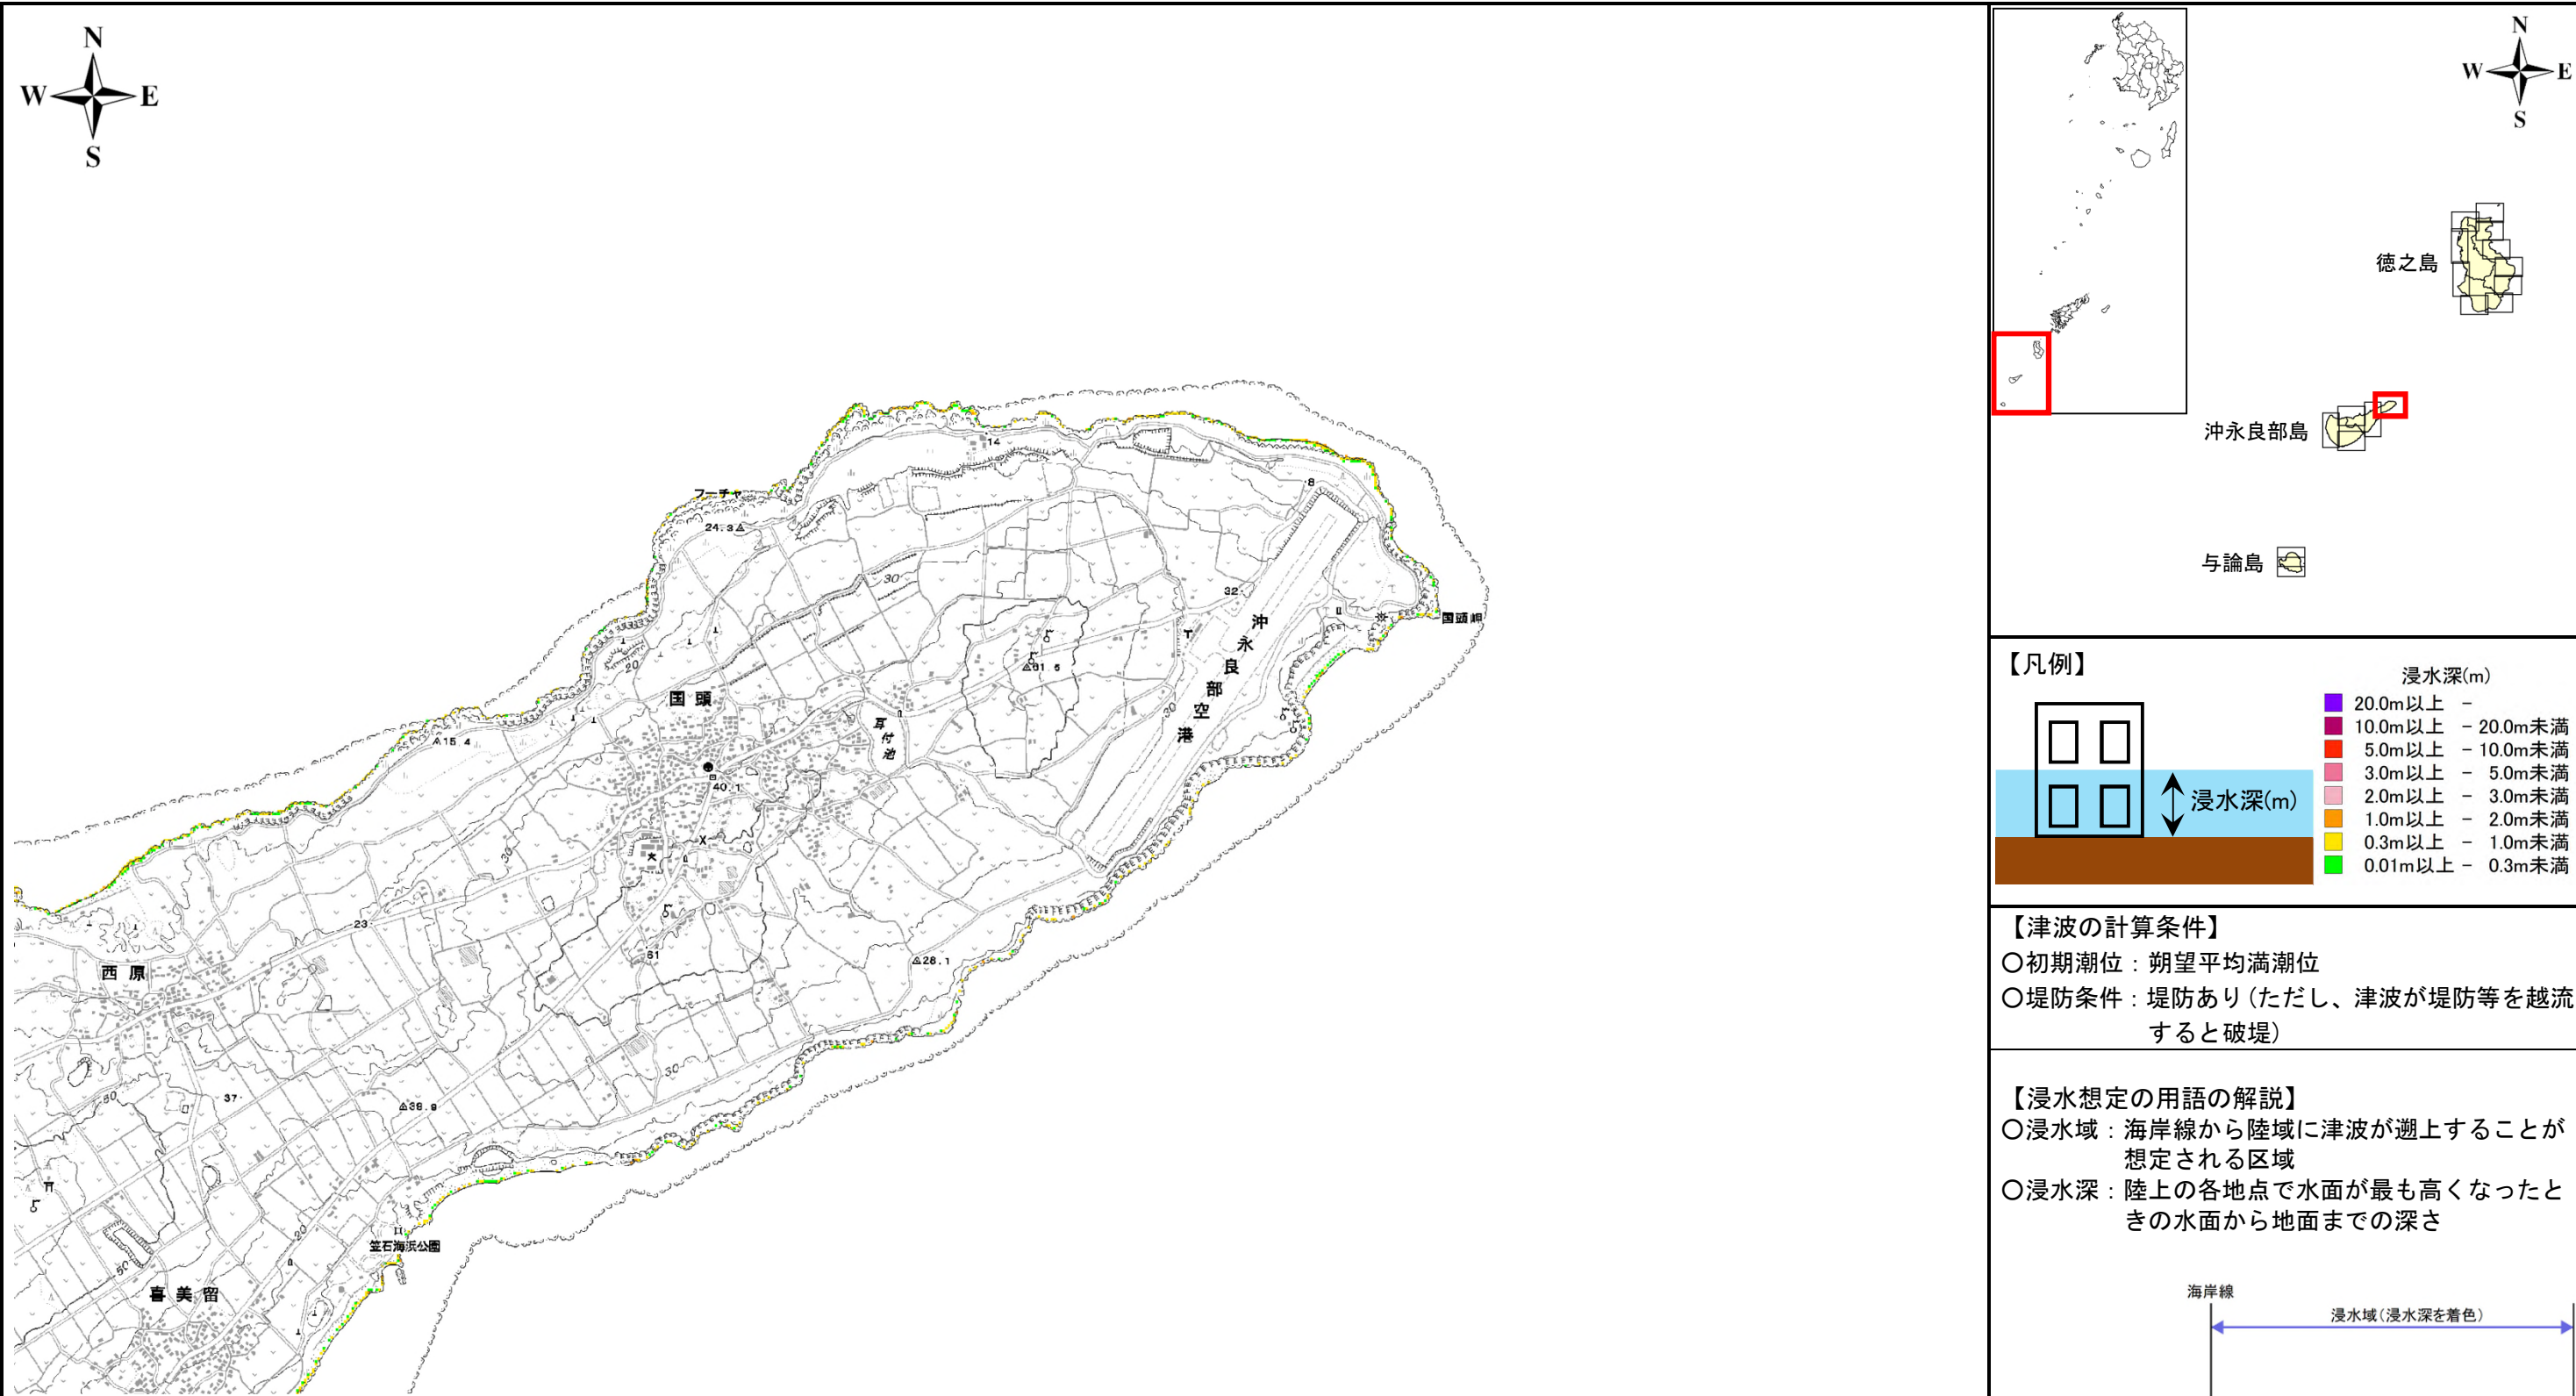 N
W
E
S
フーチャ
14
24.3
8
30
32
沖永良部空港
国頭岬
20
61.6
国頭
30
耳付池
15.4
40.1
30
23
西原
61
28.1
30
50
37
39.9
20
笠石海浜公園
50
喜美留
N
W
E
S
徳之島
沖永良部島
与論島
【凡例】
浸水深(m)
20.0m以上 -
10.0m以上 - 20.0m未満
5.0m以上 - 10.0m未満
3.0m以上 - 5.0m未満
2.0m以上 - 3.0m未満
1.0m以上 - 2.0m未満
0.3m以上 - 1.0m未満
0.01m以上 - 0.3m未満
浸水深(m)
【津波の計算条件】
〇初期潮位：朔望平均満潮位
〇堤防条件：堤防あり（ただし、津波が堤防等を越流
すると破堤）
【浸水想定の用語の解説】
〇浸水域：海岸線から陸域に津波が遡上することが
想定される区域
〇浸水深：陸上の各地点で水面が最も高くなったと
きの水面から地面までの深さ
海岸線
浸水域（浸水深を着色）